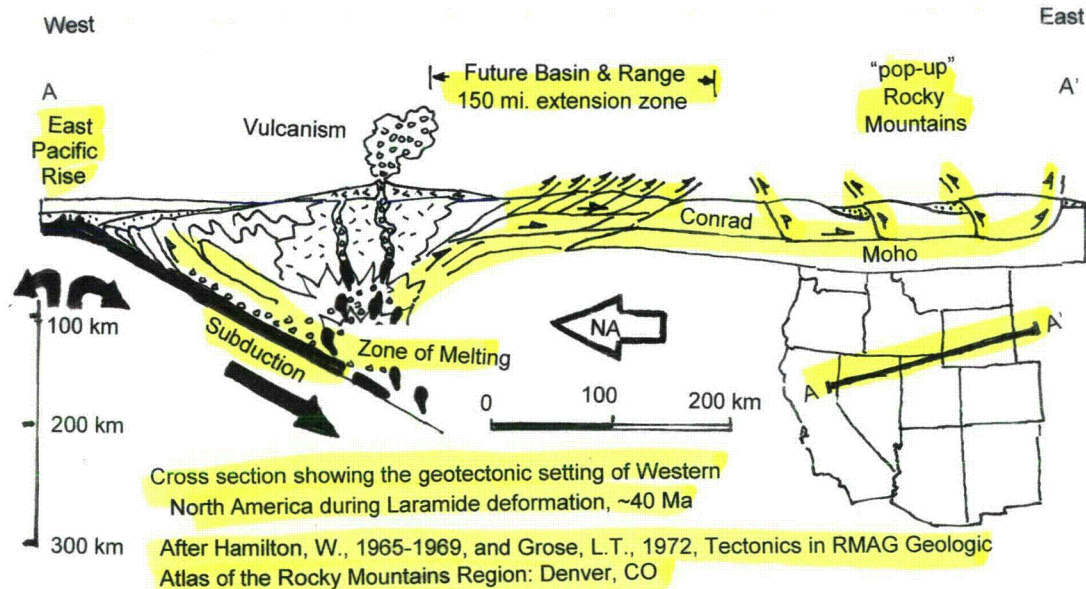 West
East
A
Future Basin & Range
150 mi. extension zone
"pop-up"
Rocky
Mountains
A'
East
Pacific
Rise
Vulcanism
Conrad
Moho
100 km
Subduction
Zone of Melting
NA
0
100
200 km
A
A'
200 km
300 km
Cross section showing the geotectonic setting of Western
North America during Laramide deformation, ~40 Ma
After Hamilton, W., 1965-1969, and Grose, L.T., 1972, Tectonics in RMAG Geologic
Atlas of the Rocky Mountains Region: Denver, CO